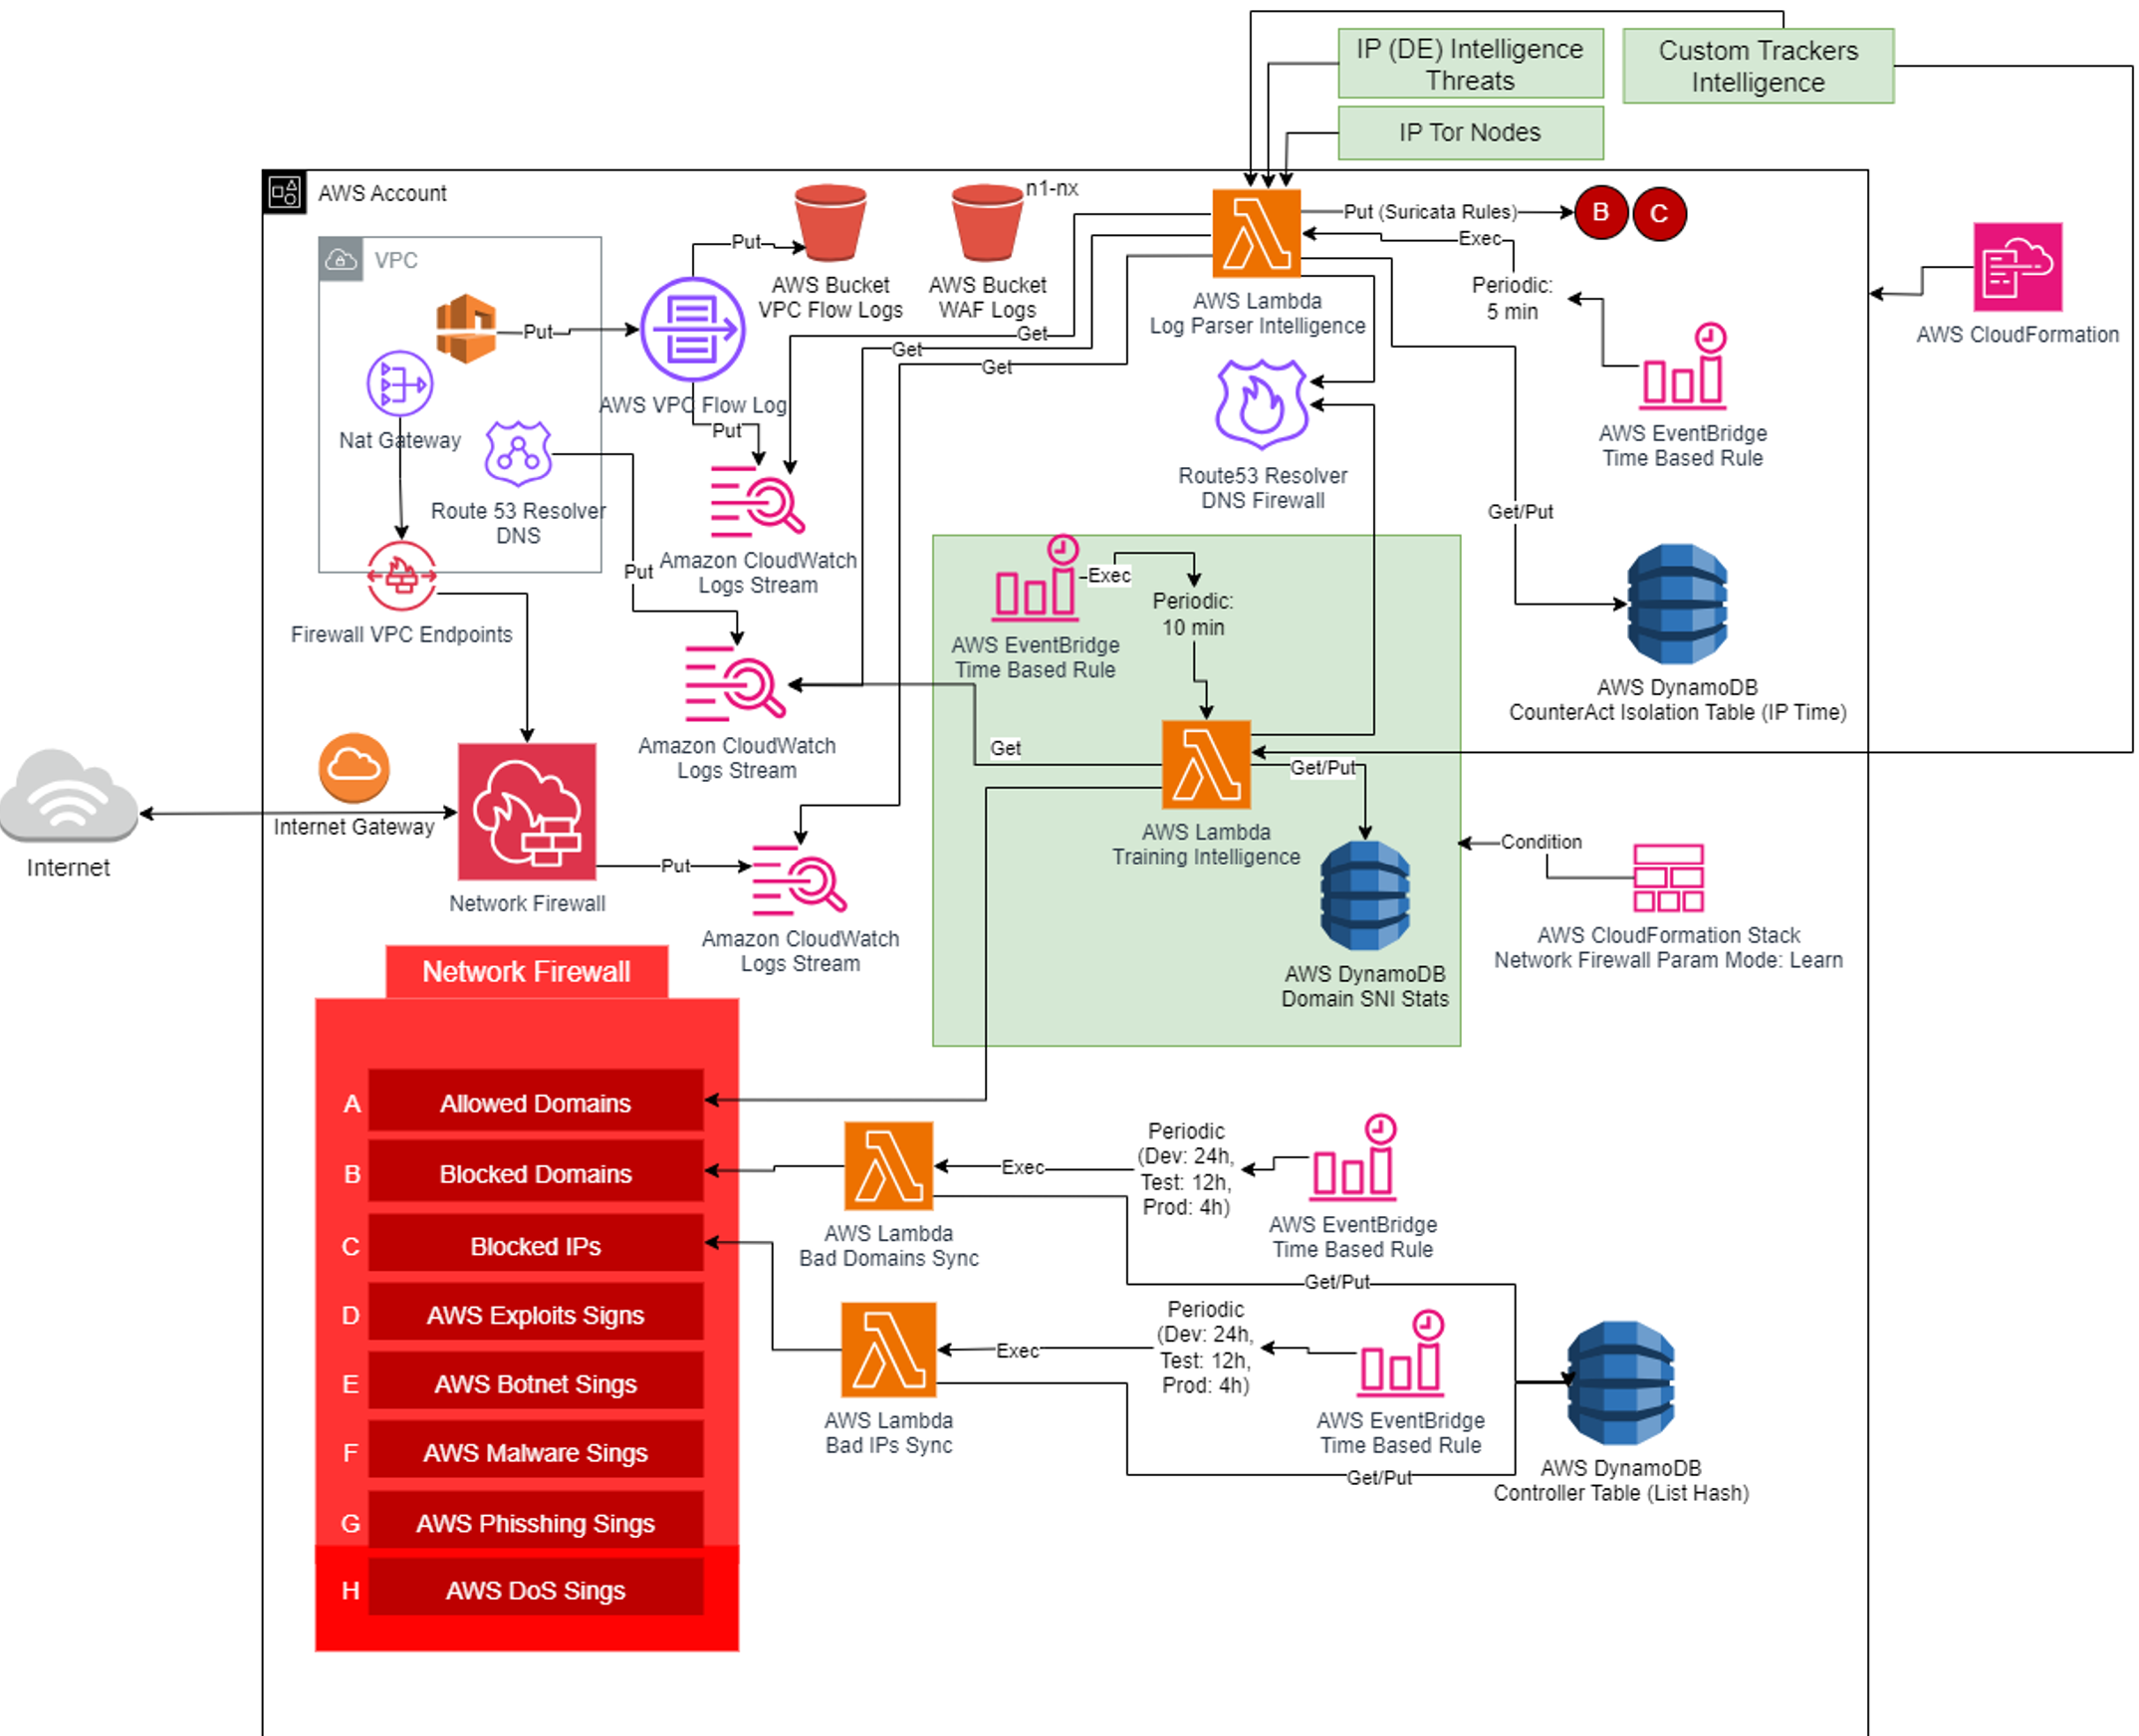 IP (DE) Intelligence
Threats
Custom Trackers
Intelligence
IP Tor Nodes
AWS Account
n1-nx
VPC
Put
AWS Bucket
VPC Flow Logs
AWS Bucket
WAF Logs
AWS Lambda
Log Parser Intelligence
Put (Suricata Rules)
B
C
Exec
Periodic:
5 min
AWS CloudFormation
Put
Get
Get
Get
AWS VPC Flow Log
Put
Nat Gateway
Route 53 Resolver
DNS
Route53 Resolver
DNS Firewall
AWS EventBridge
Time Based Rule
Get/Put
Amazon CloudWatch
Logs Stream
Put
Firewall VPC Endpoints
Exec
Periodic:
10 min
AWS EventBridge
Time Based Rule
AWS DynamoDB
CounterAct Isolation Table (IP Time)
Amazon CloudWatch
Logs Stream
Get
Get/Put
Internet Gateway
Internet
AWS Lambda
Training Intelligence
Condition
Put
Network Firewall
Amazon CloudWatch
Logs Stream
AWS CloudFormation Stack
Network Firewall Param Mode: Learn
AWS DynamoDB
Domain SNI Stats
Network Firewall
A Allowed Domains
B Blocked Domains
C Blocked IPs
D AWS Exploits Signs
E AWS Botnet Sings
F AWS Malware Sings
G AWS Phisshing Sings
H AWS DoS Sings
Exec
Periodic
(Dev: 24h,
Test: 12h,
Prod: 4h)
AWS Lambda
Bad Domains Sync
AWS EventBridge
Time Based Rule
Get/Put
Exec
Periodic
(Dev: 24h,
Test: 12h,
Prod: 4h)
AWS Lambda
Bad IPs Sync
AWS EventBridge
Time Based Rule
Get/Put
AWS DynamoDB
Controller Table (List Hash)